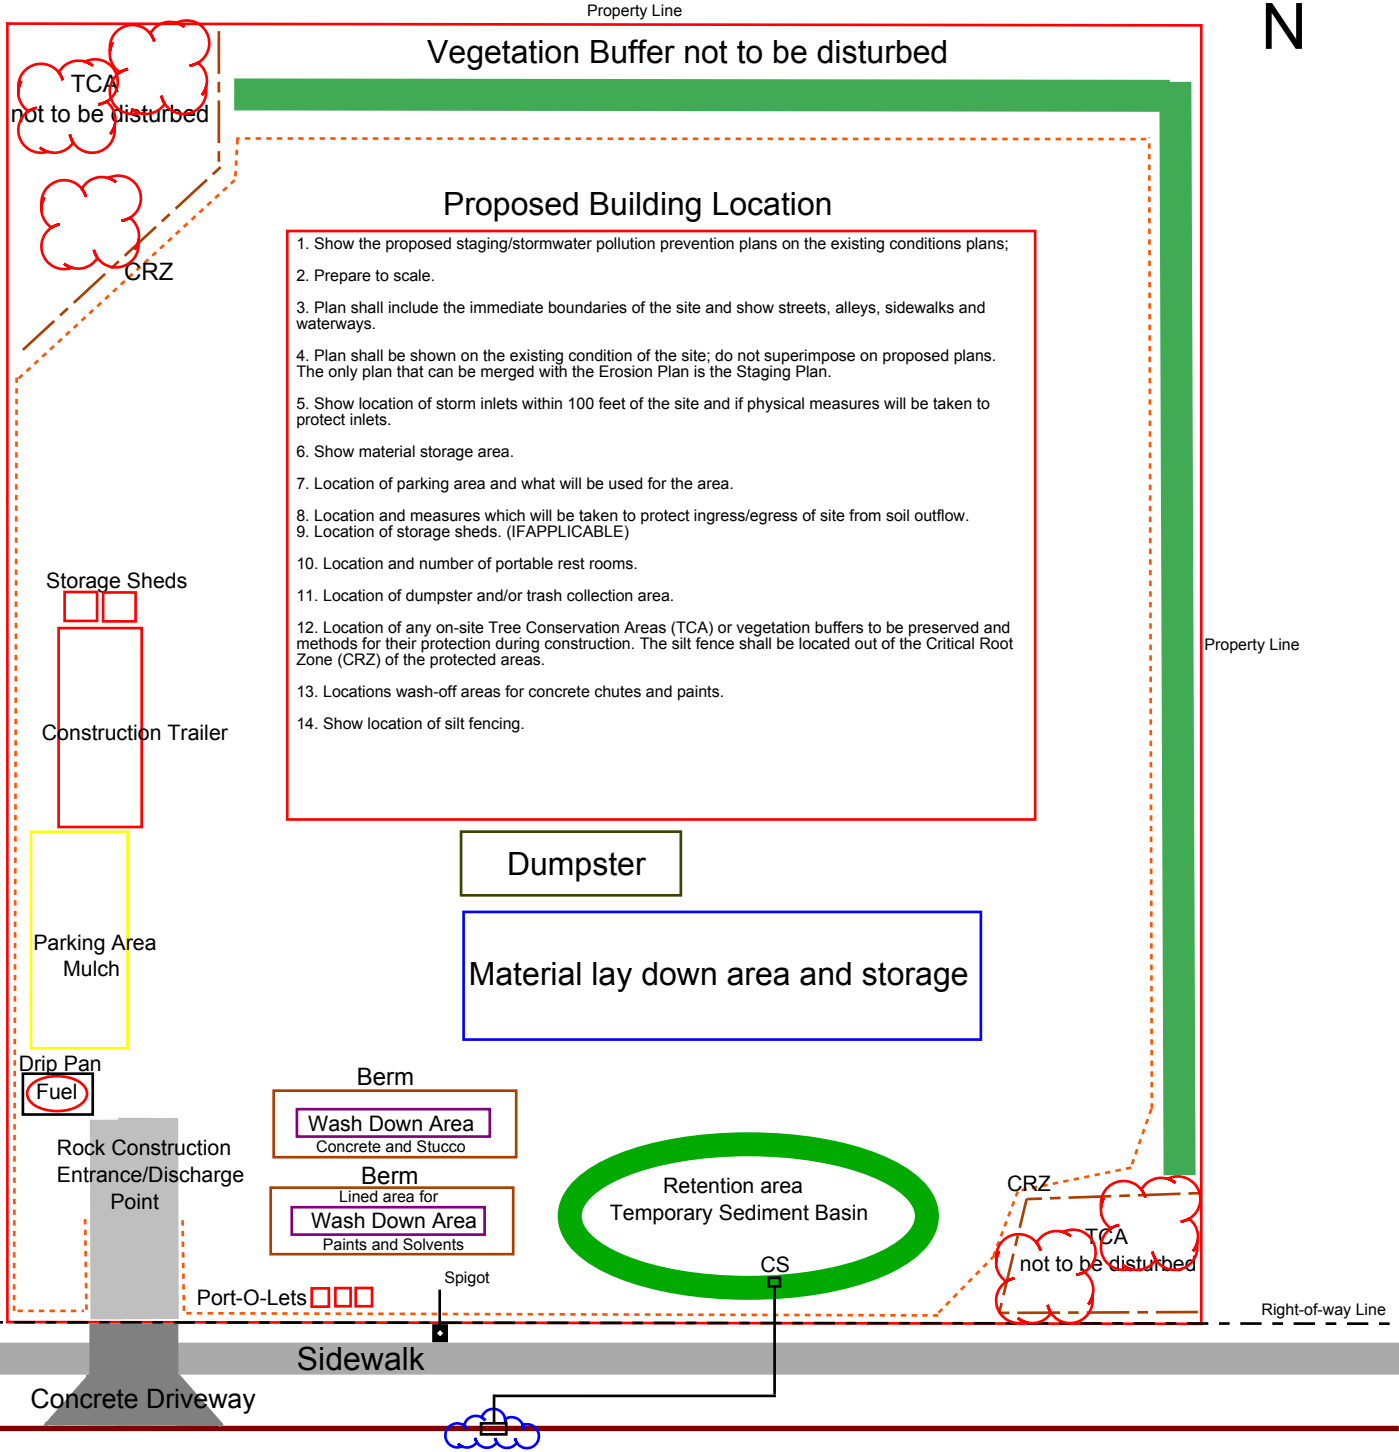 Property Line
N
Vegetation Buffer not to be disturbed
TCA
not to be disturbed
CRZ
Proposed Building Location
1. Show the proposed staging/stormwater pollution prevention plans on the existing conditions plans;
2. Prepare to scale.
3. Plan shall include the immediate boundaries of the site and show streets, alleys, sidewalks and
waterways.
4. Plan shall be shown on the existing condition of the site; do not superimpose on proposed plans.
The only plan that can be merged with the Erosion Plan is the Staging Plan.
5. Show location of storm inlets within 100 feet of the site and if physical measures will be taken to
protect inlets.
6. Show material storage area.
7. Location of parking area and what will be used for the area.
8. Location and measures which will be taken to protect ingress/egress of site from soil outflow.
9. Location of storage sheds. (IFAPPLICABLE)
10. Location and number of portable rest rooms.
11. Location of dumpster and/or trash collection area.
12. Location of any on-site Tree Conservation Areas (TCA) or vegetation buffers to be preserved and
methods for their protection during construction. The silt fence shall be located out of the Critical Root
Zone (CRZ) of the protected areas.
13. Locations wash-off areas for concrete chutes and paints.
14. Show location of silt fencing.
Storage Sheds
Property Line
Construction Trailer
Dumpster
Parking Area
Mulch
Material lay down area and storage
Drip Pan
Fuel
Berm
Wash Down Area
Concrete and Stucco
Rock Construction
Entrance/Discharge
Point
Berm
Lined area for
Wash Down Area
Paints and Solvents
Retention area
Temporary Sediment Basin
CS
CRZ
TCA
not to be disturbed
Port-O-Lets
Spigot
Right-of-way Line
Sidewalk
Concrete Driveway